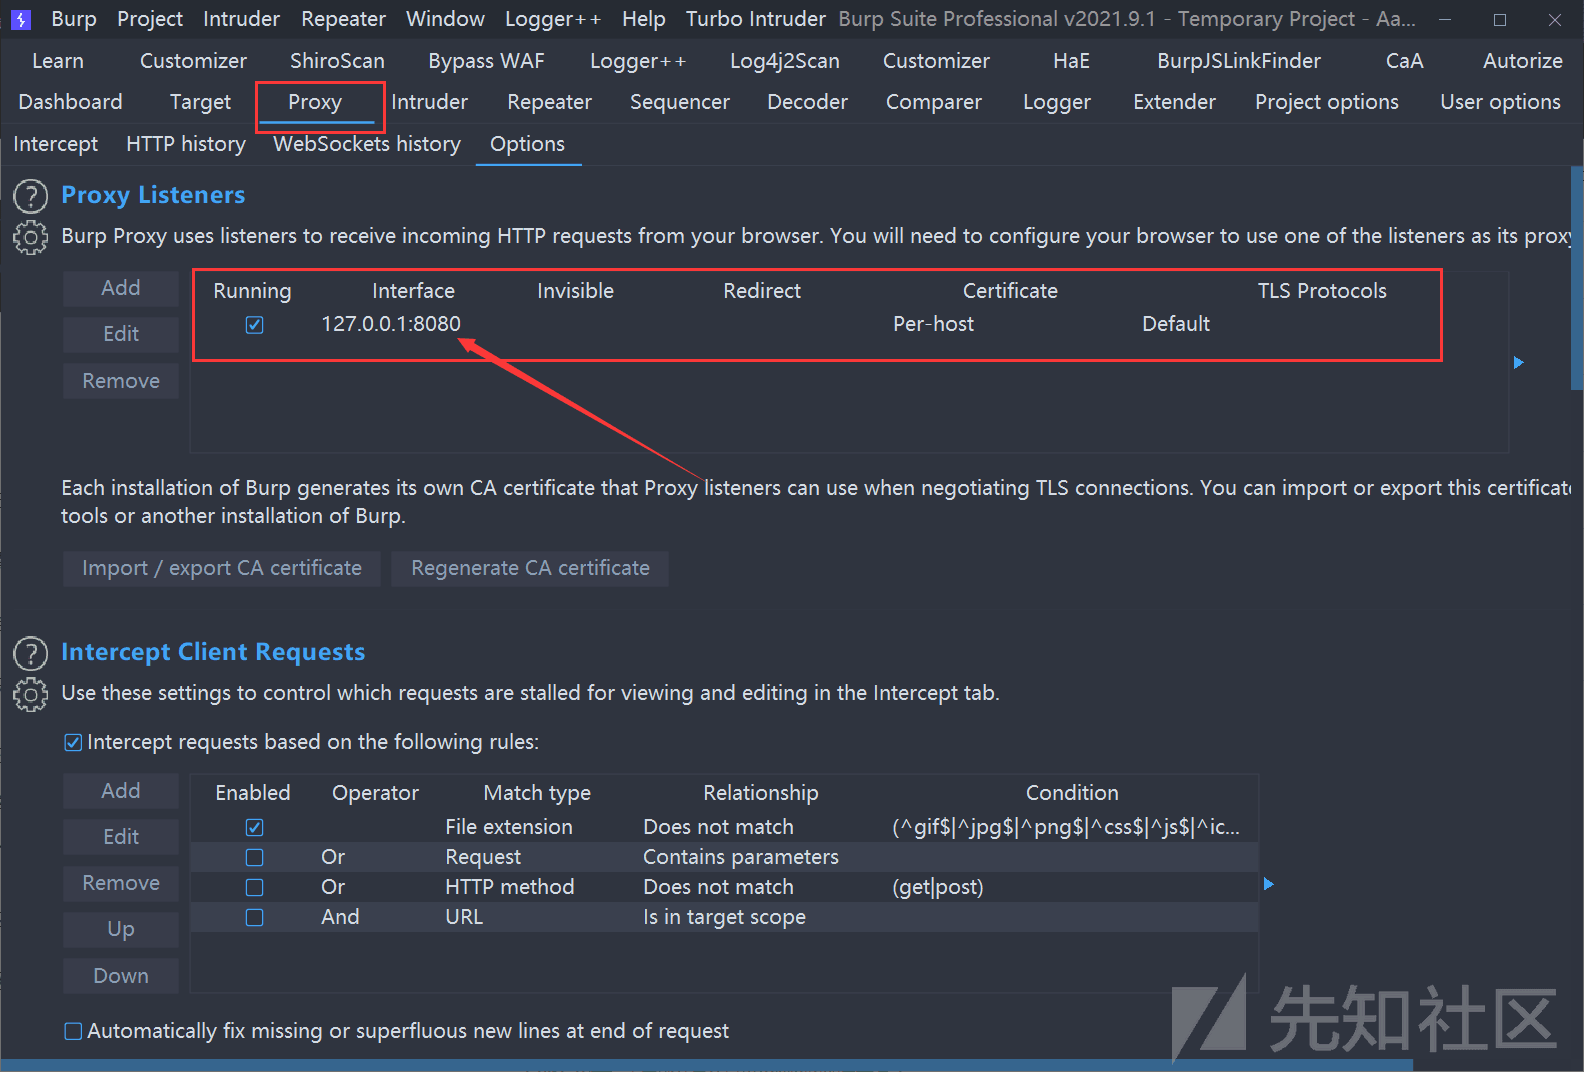 Burp Project Intruder Repeater Window Logger++ Help Turbo Intruder Burp Suite Professional v2021.9.1 - Temporary Project - Aa...
Learn Customizer ShiroScan Bypass WAF Logger++ Log4j2Scan Customizer HaE BurpJSLinkFinder CaA Autorize
Dashboard Target Proxy Intruder Repeater Sequencer Decoder Comparer Logger Extender Project options User options
Intercept HTTP history WebSockets history Options
Proxy Listeners
Burp Proxy uses listeners to receive incoming HTTP requests from your browser. You will need to configure your browser to use one of the listeners as its proxy
Add
Running Interface Invisible Redirect Certificate TLS Protocols
127.0.0.1:8080 Per-host Default
Edit
Remove
Each installation of Burp generates its own CA certificate that Proxy listeners can use when negotiating TLS connections. You can import or export this certificate
tools or another installation of Burp.
Import / export CA certificate Regenerate CA certificate
Intercept Client Requests
Use these settings to control which requests are stalled for viewing and editing in the Intercept tab.
Intercept requests based on the following rules:
Add
Enabled Operator Match type Relationship Condition
File extension Does not match (^gif$|^jpg$|^png$|^css$|^js$|^ic...
Edit
Or Request Contains parameters
Remove
Or HTTP method Does not match (get|post)
Up
And URL Is in target scope
Down
Automatically fix missing or superfluous new lines at end of request
先知社区